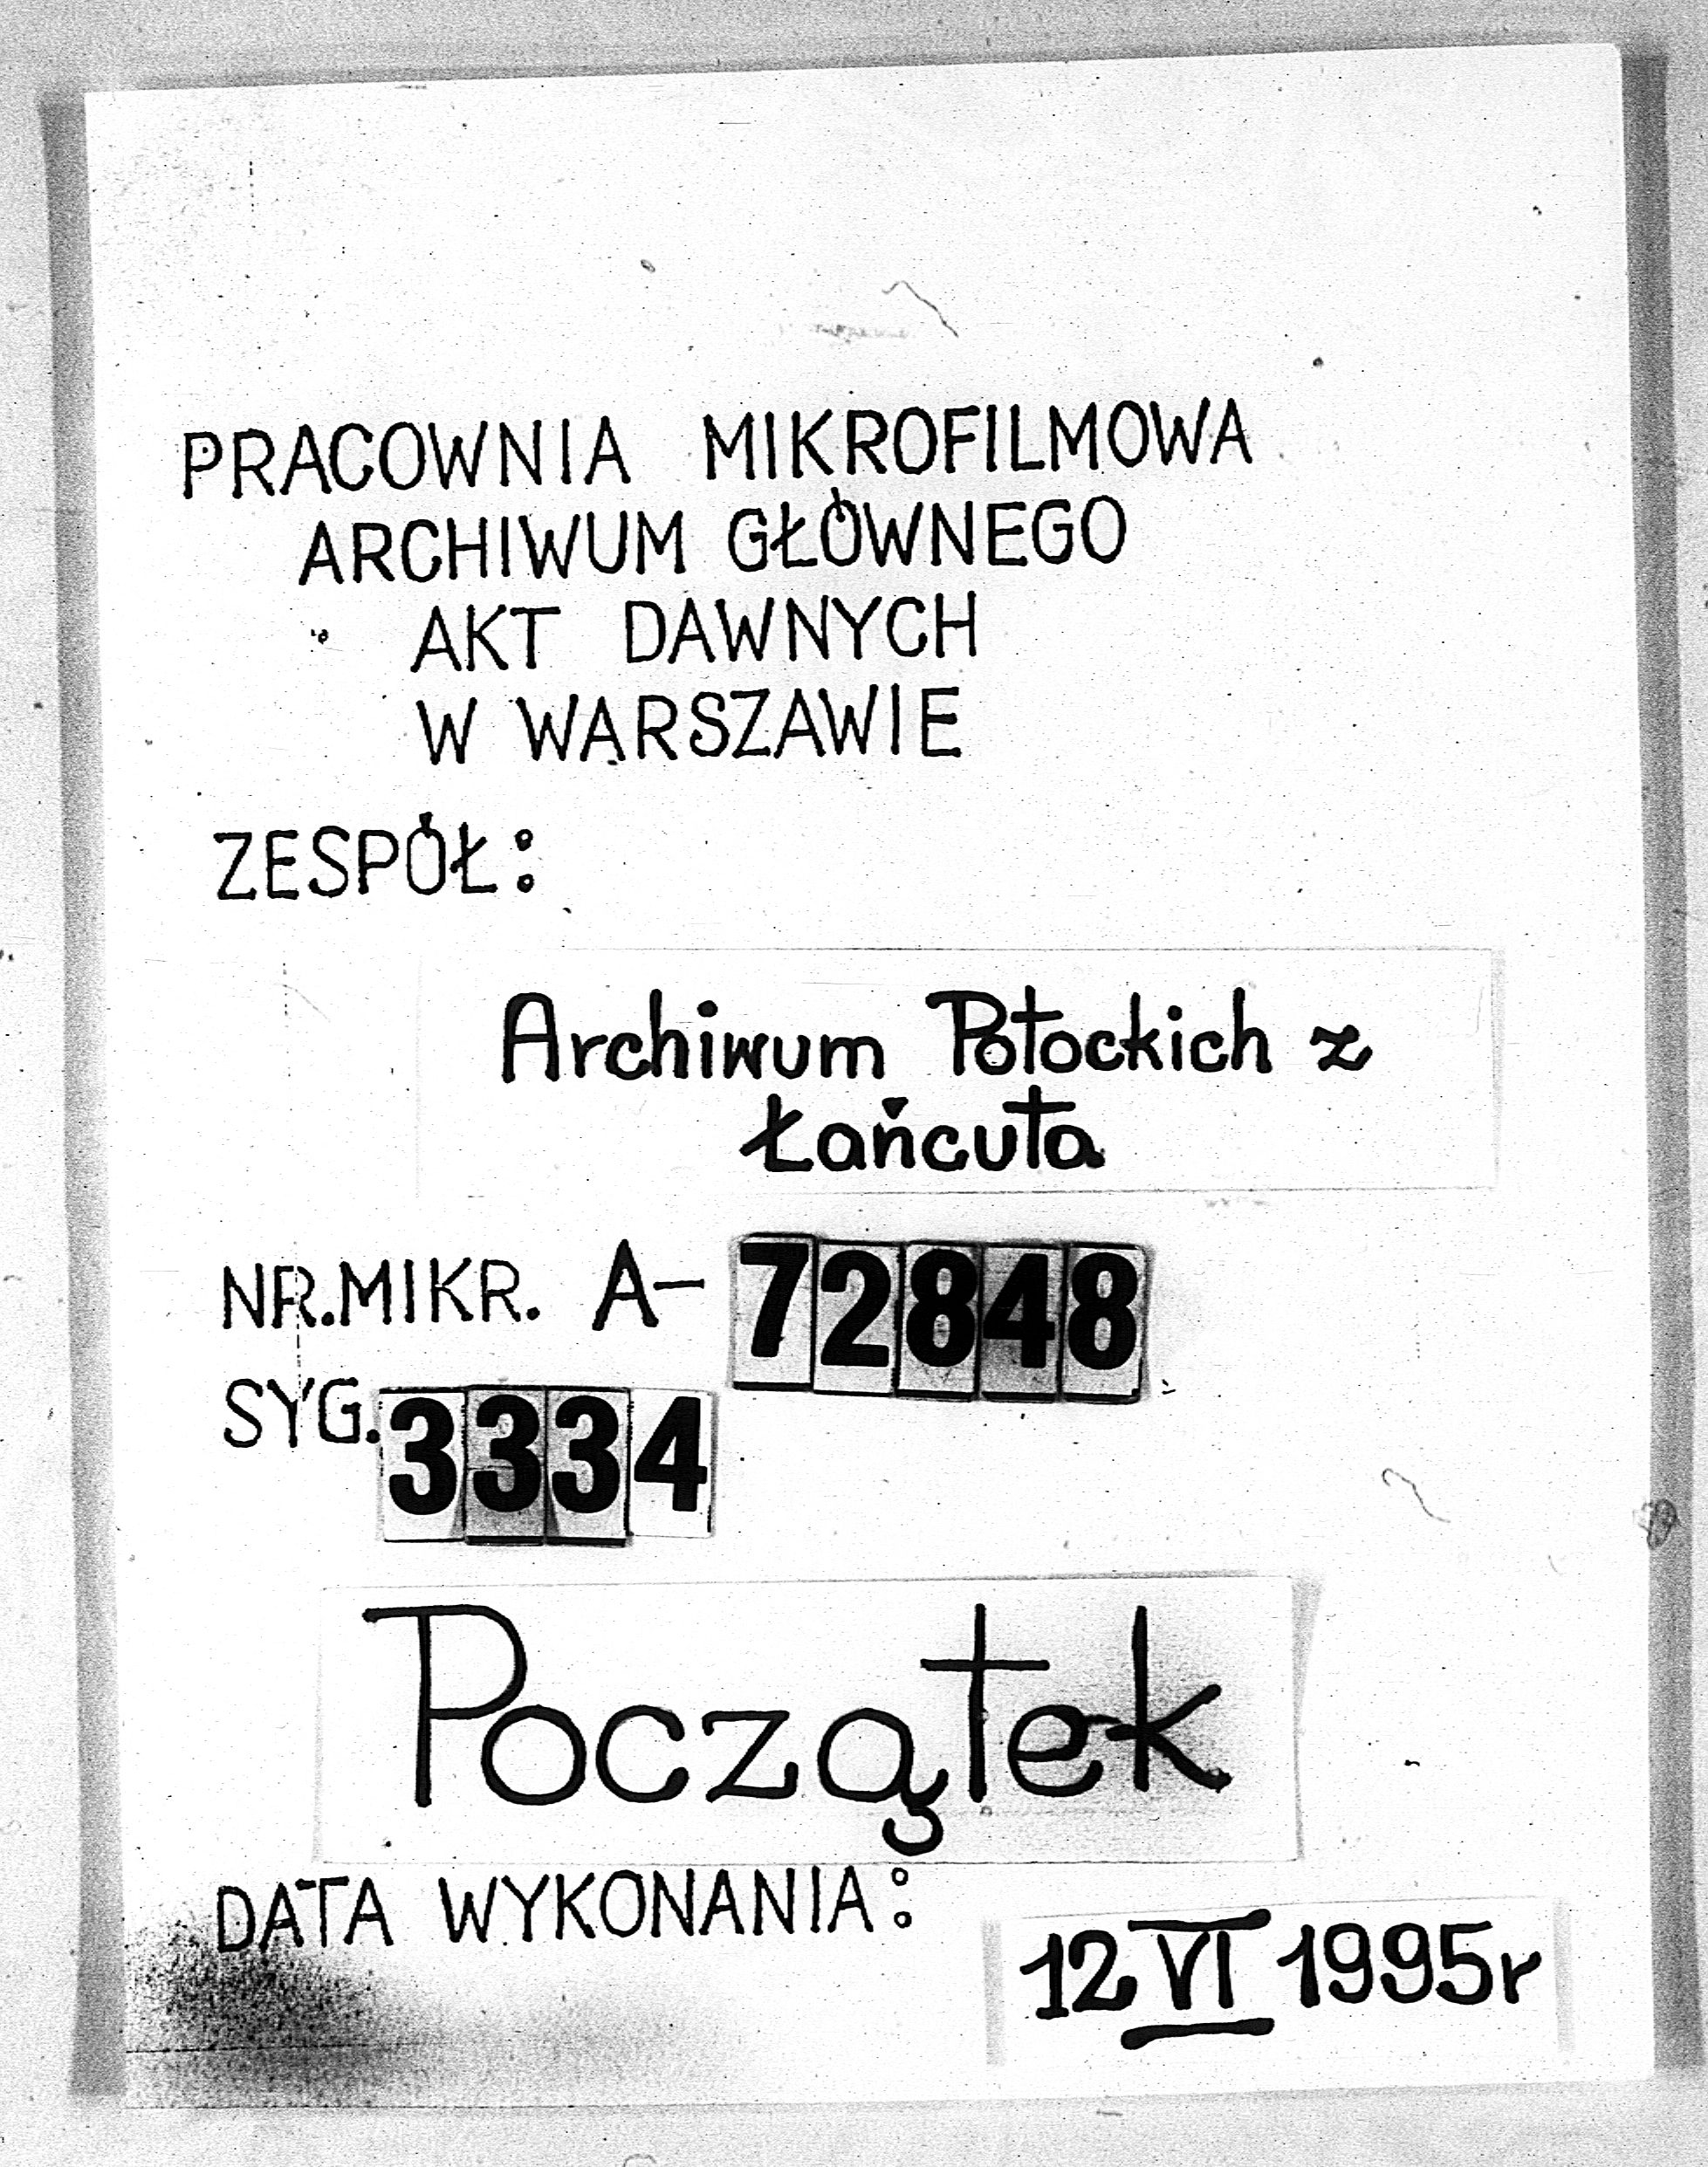 PRACOWNIA MIKROFILMOWA
ARCHIWUM GŁÓWNEGO
AKT DAWNYCH
W WARSZAWIE
ZESPÓŁ:
Archiwum Potockich z
Łańcuta
NR.MIKR. A- 72848
SYG. 3334
Początek
DATA WYKONANIA:
12 VI 1995r